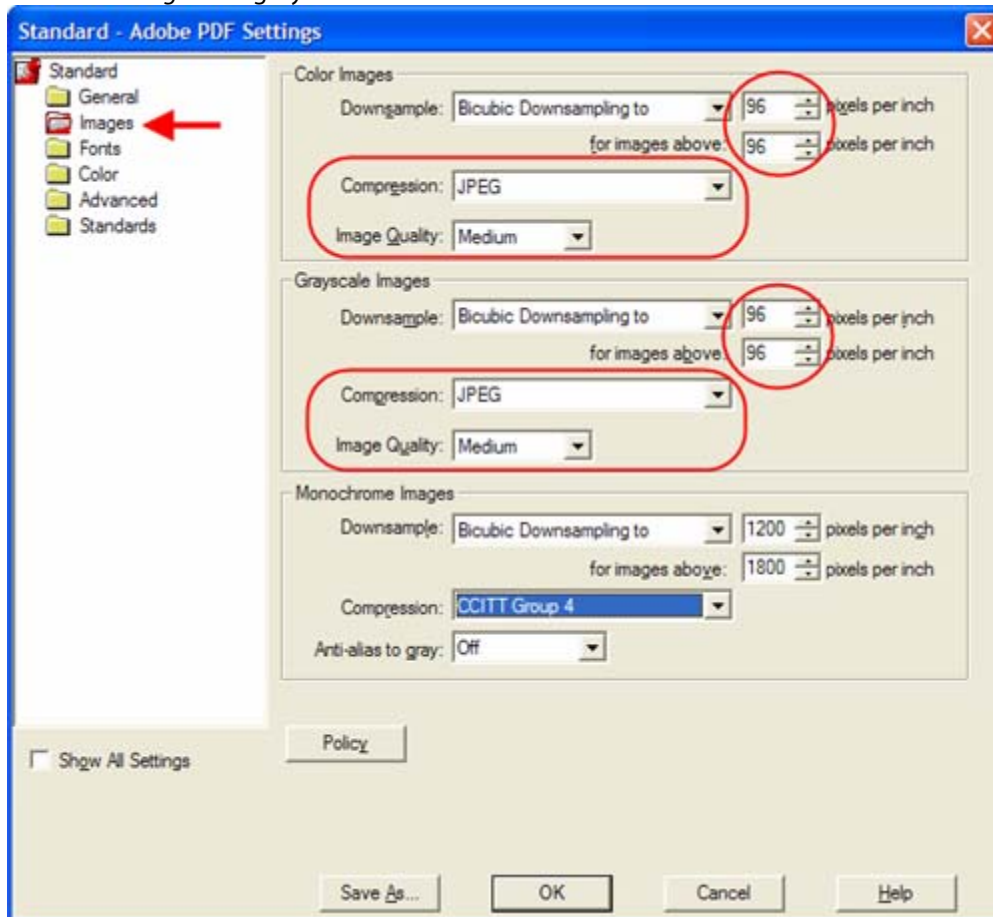 Standard - Adobe PDF Settings
Standard
General
Images
Fonts
Color
Advanced
Standards
Show All Settings
Color Images
Downsample: Bicubic Downsampling to 96 pixels per inch
for images above: 96 pixels per inch
Compression: JPEG
Image Quality: Medium
Grayscale Images
Downsample: Bicubic Downsampling to 96 pixels per inch
for images above: 96 pixels per inch
Compression: JPEG
Image Quality: Medium
Monochrome Images
Downsample: Bicubic Downsampling to 1200 pixels per inch
for images above: 1800 pixels per inch
Compression: CCITT Group 4
Anti-alias to gray: Off
Policy
Save As... OK Cancel Help